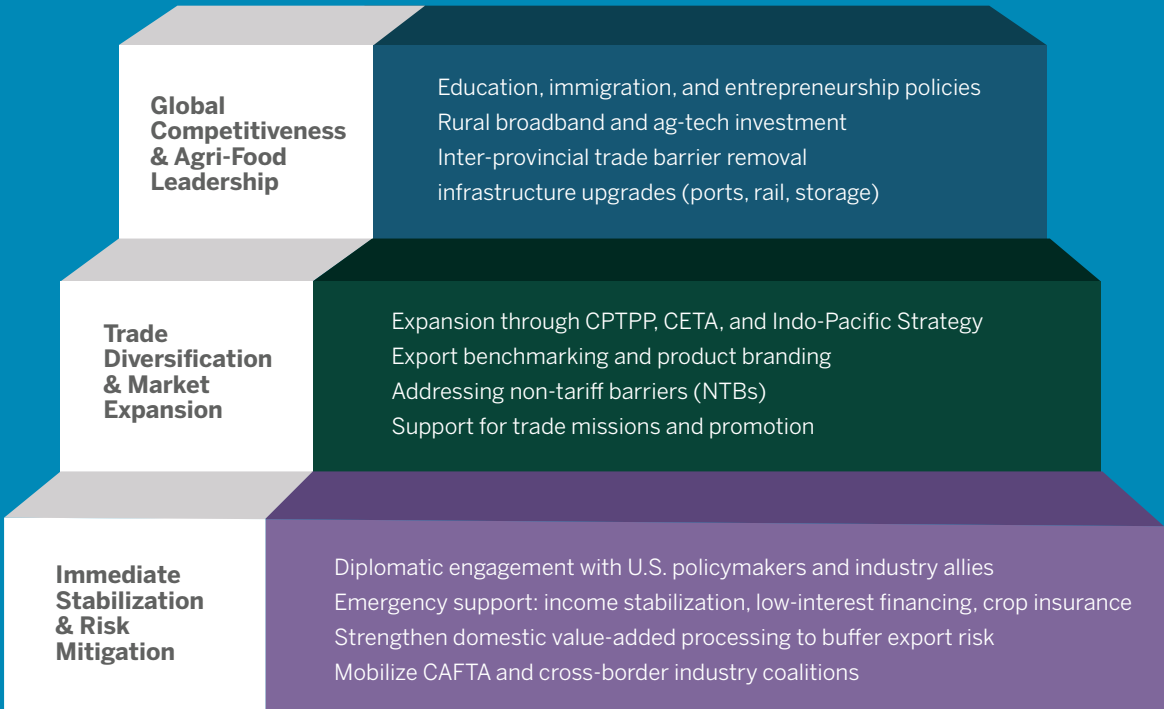 Global
Competitiveness
& Agri-Food
Leadership
Education, immigration, and entrepreneurship policies
Rural broadband and ag-tech investment
Inter-provincial trade barrier removal
infrastructure upgrades (ports, rail, storage)
Trade
Diversification
& Market
Expansion
Expansion through CPTPP, CETA, and Indo-Pacific Strategy
Export benchmarking and product branding
Addressing non-tariff barriers (NTBs)
Support for trade missions and promotion
Immediate
Stabilization
& Risk
Mitigation
Diplomatic engagement with U.S. policymakers and industry allies
Emergency support: income stabilization, low-interest financing, crop insurance
Strengthen domestic value-added processing to buffer export risk
Mobilize CAFTA and cross-border industry coalitions